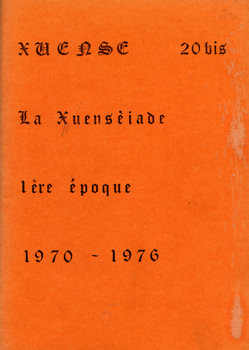 XUENSE 20bis
La Xuensèiade
1ère époque
1970 - 1976